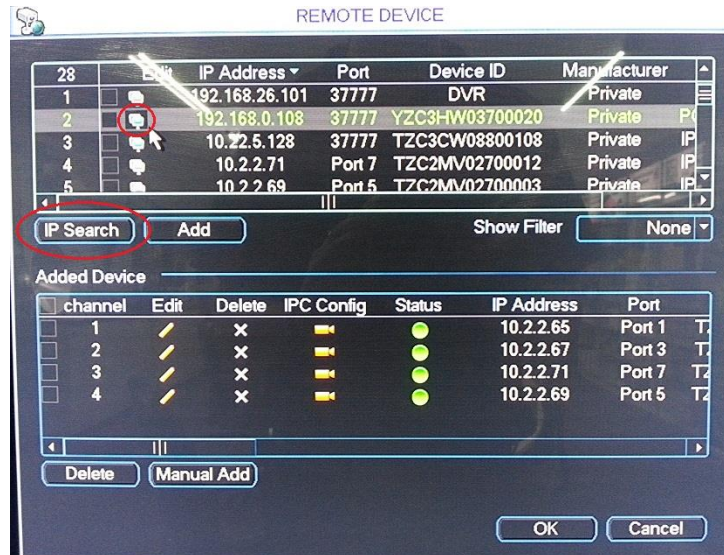 REMOTE DEVICE
28 Edit IP Address Port Device ID Manufacturer
1 192.168.26.101 37777 DVR Private
2 192.168.0.108 37777 YZC3HW03700020 Private
3 10.22.5.128 37777 TZC3CW08800108 Private IP
4 10.2.2.71 Port 7 TZC2MV02700012 Private IP
5 10.2.2.69 Port 5 TZC2MV02700003 Private IP
IP Search Add Show Filter None
Added Device
channel Edit Delete IPC Config Status IP Address Port
1 10.2.2.65 Port 1 T
2 10.2.2.67 Port 3 T
3 10.2.2.71 Port 7 TZ
4 10.2.2.69 Port 5 TZ
Delete Manual Add
OK Cancel